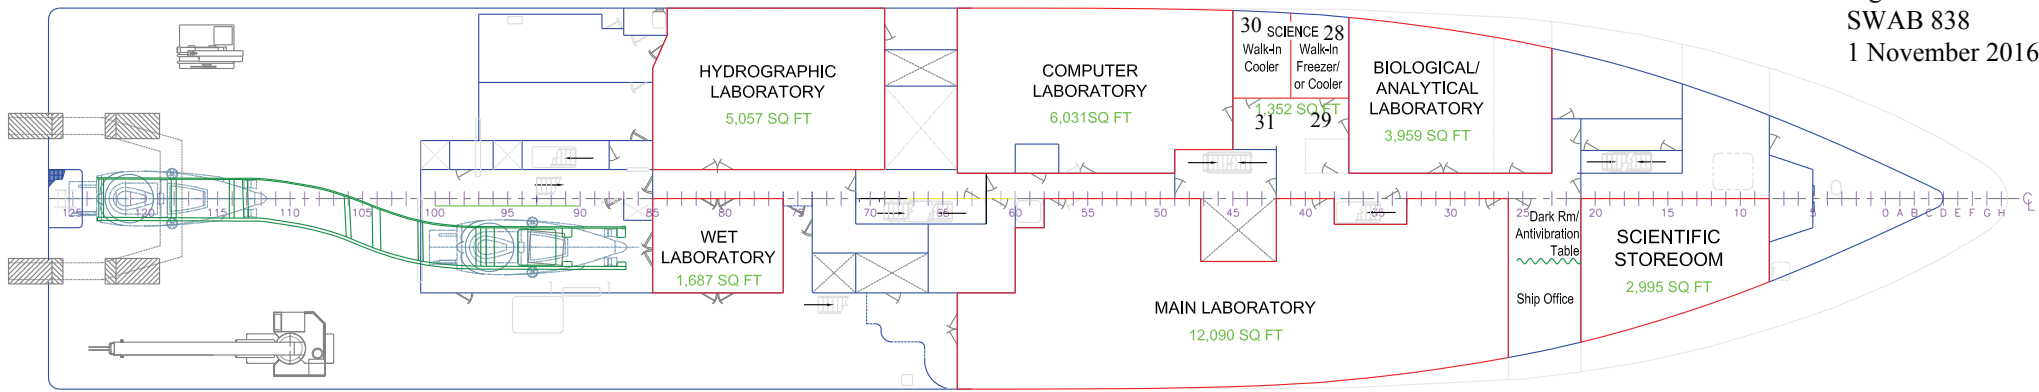 SWAB 838
1 November 2016
30 SCIENCE 28
Walk-In
Cooler
Walk-In
Freezer/
or Cooler
1,352 SQ FT
31
29
HYDROGRAPHIC
LABORATORY
5,057 SQ FT
COMPUTER
LABORATORY
6,031SQ FT
BIOLOGICAL/
ANALYTICAL
LABORATORY
3,959 SQ FT
125 120 115 110 105 100 95 90 85 80 75 70 65 60 55 50 45 40 35 30 25 20 15 10 5 0 A B C D E F G H
CL
WET
LABORATORY
1,687 SQ FT
MAIN LABORATORY
12,090 SQ FT
Dark Rm/
Antivibration
Table
Ship Office
SCIENTIFIC
STOREOOM
2,995 SQ FT